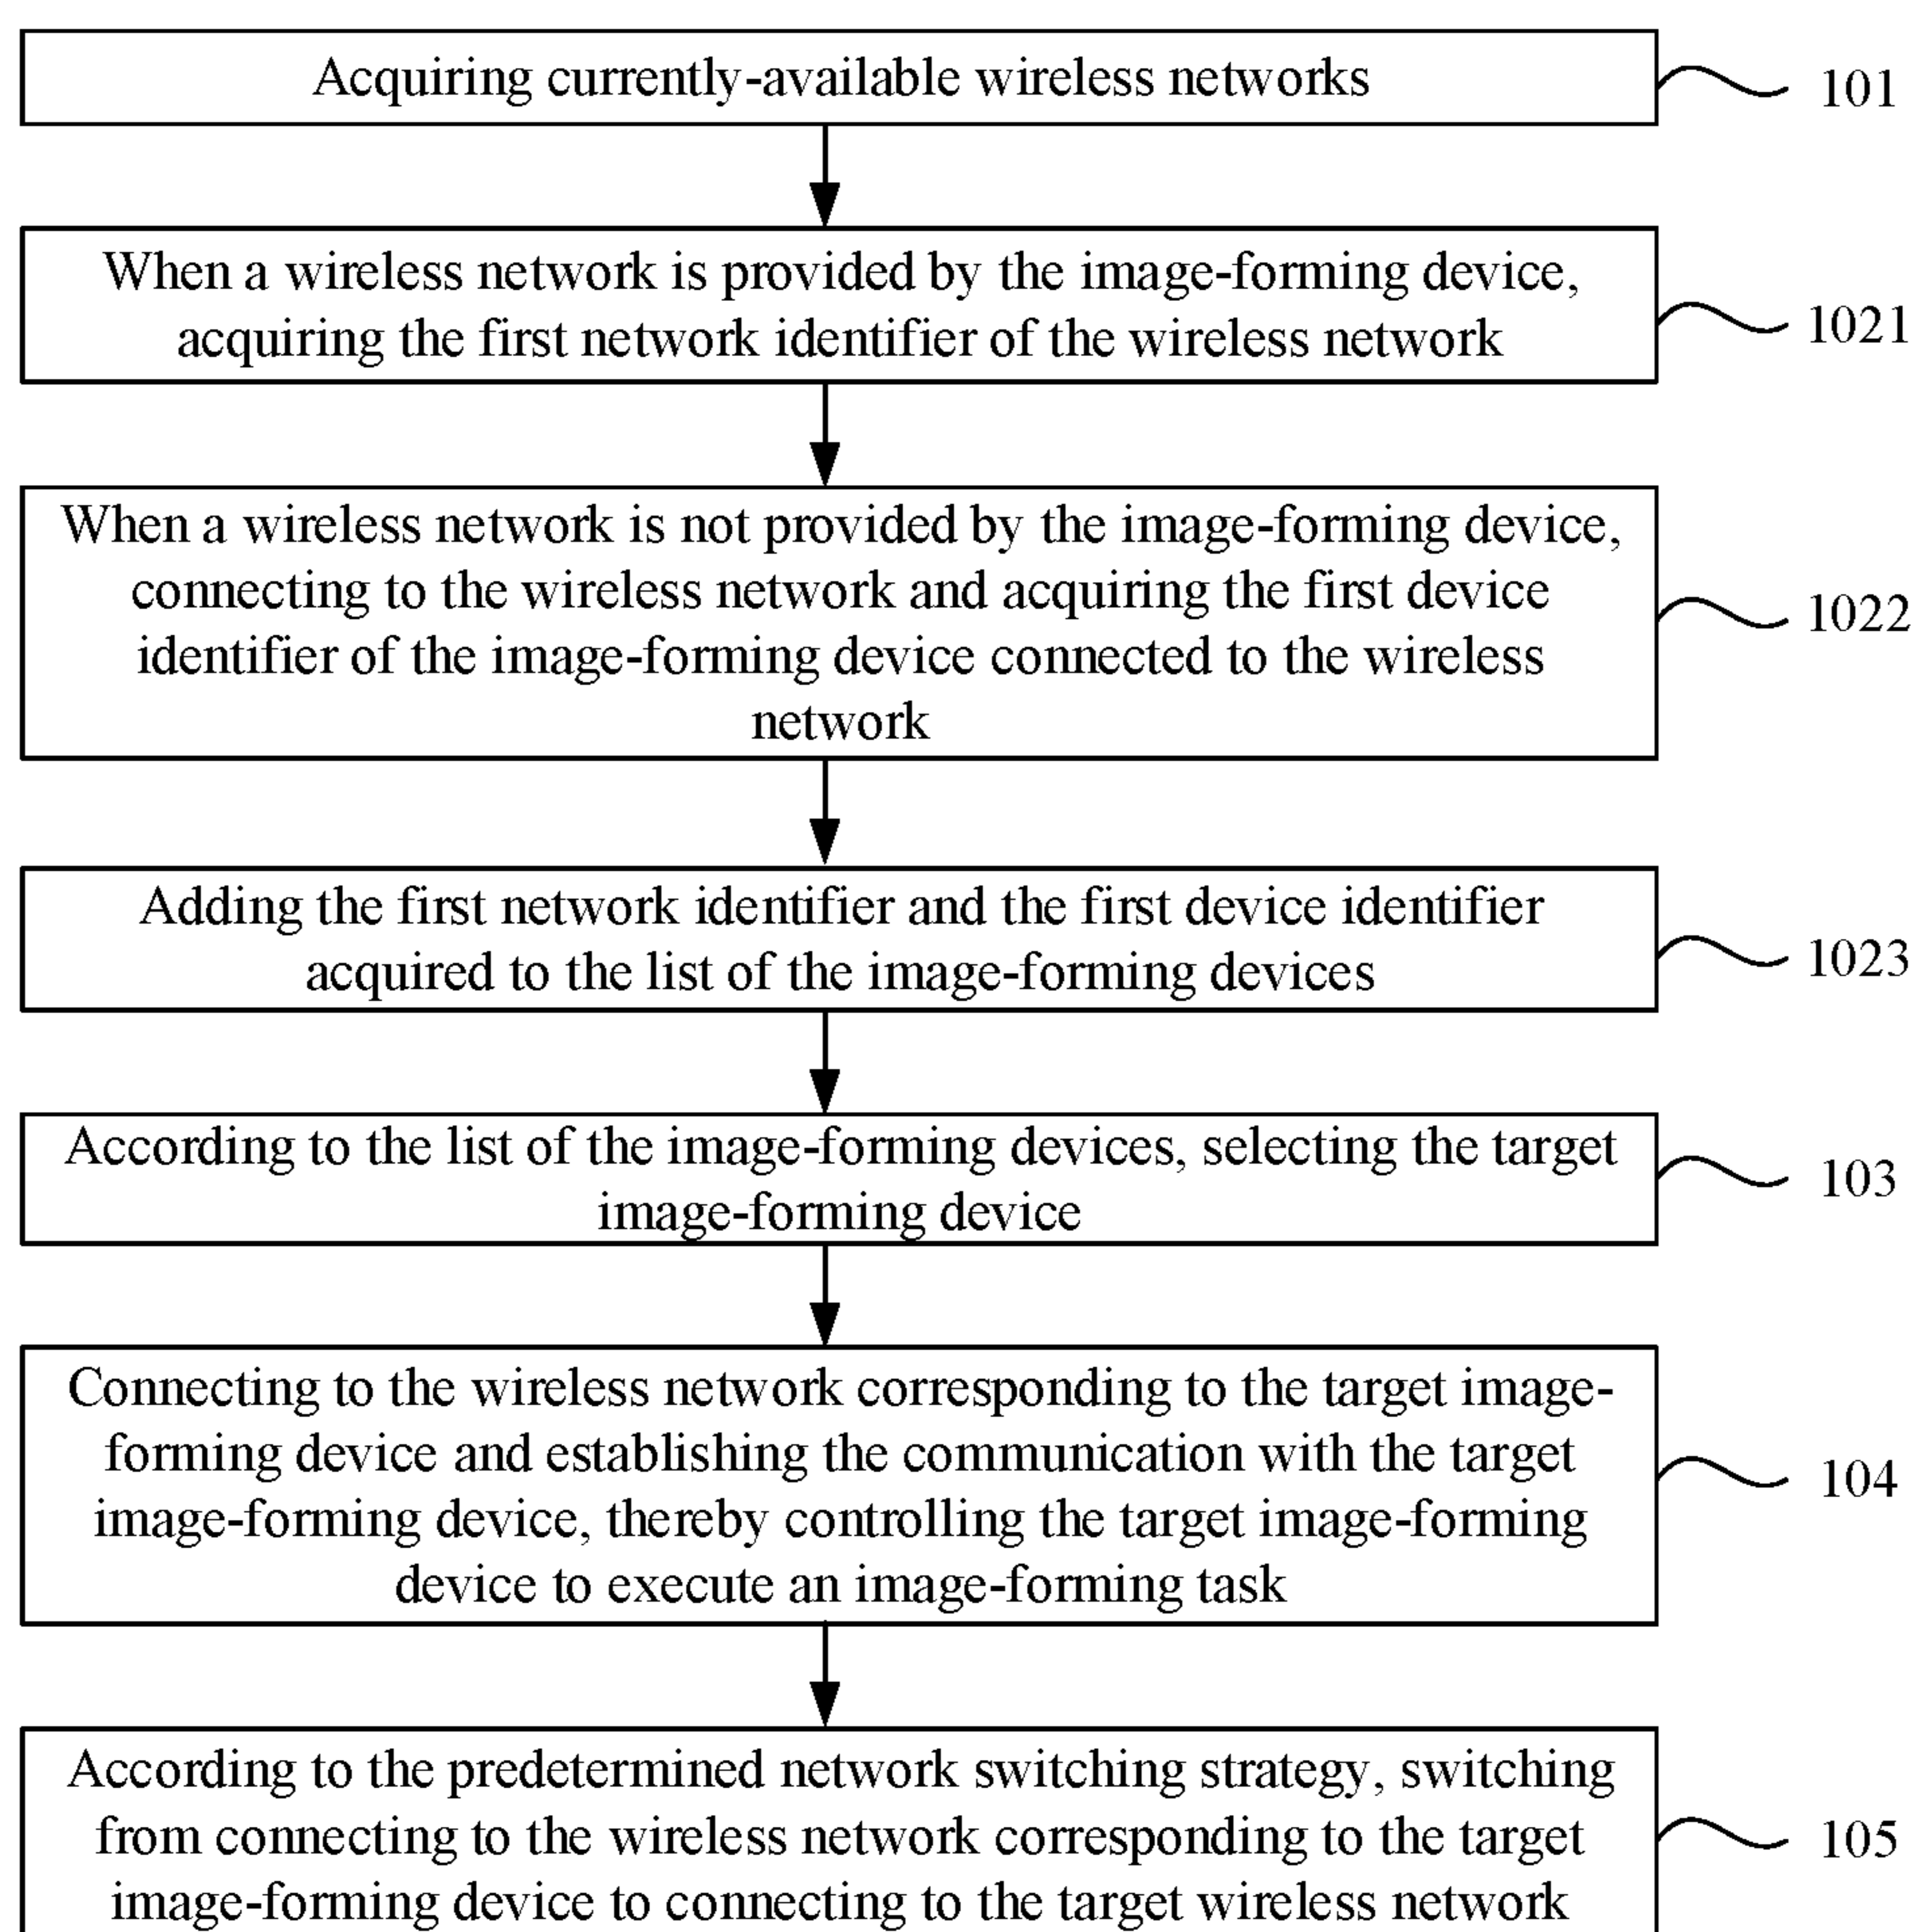 Acquiring currently-available wireless networks
101
When a wireless network is provided by the image-forming device,
acquiring the first network identifier of the wireless network
1021
When a wireless network is not provided by the image-forming device,
connecting to the wireless network and acquiring the first device
identifier of the image-forming device connected to the wireless
network
1022
Adding the first network identifier and the first device identifier
acquired to the list of the image-forming devices
1023
According to the list of the image-forming devices, selecting the target
image-forming device
103
Connecting to the wireless network corresponding to the target image-
forming device and establishing the communication with the target
image-forming device, thereby controlling the target image-forming
device to execute an image-forming task
104
According to the predetermined network switching strategy, switching
from connecting to the wireless network corresponding to the target
image-forming device to connecting to the target wireless network
105